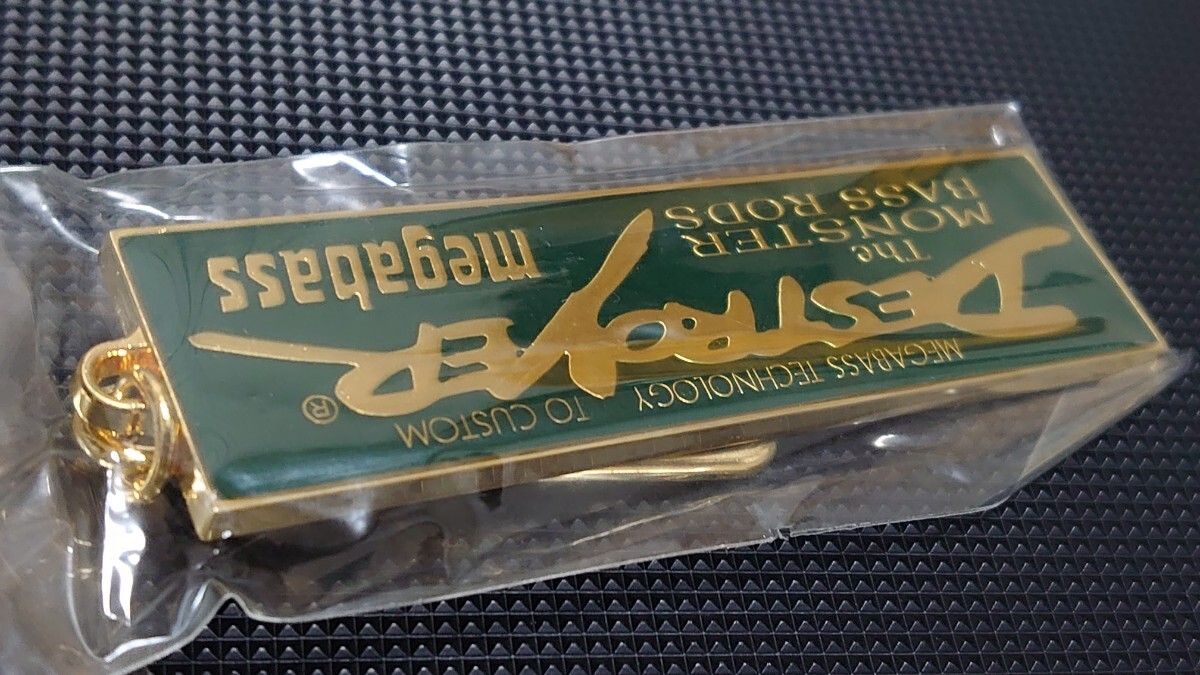 MEGABASS TECHNOLOGY TO CUSTOM ®
DESTROYER
The
MONSTER
BASS RODS
megabass